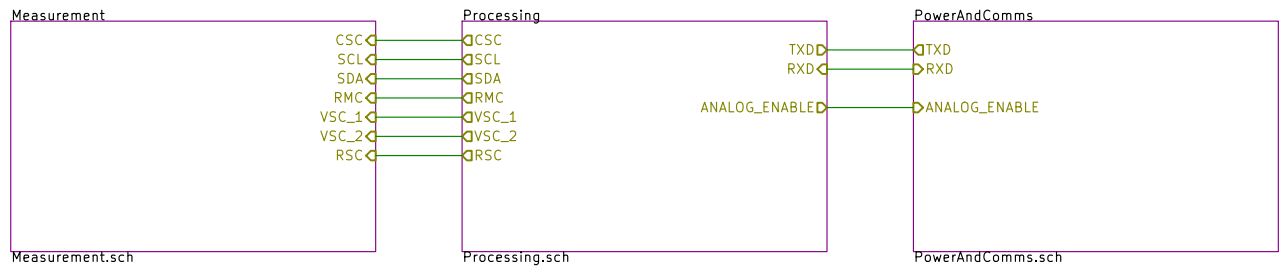 Measurement
CSC
SCL
SDA
RMC
VSC_1
VSC_2
RSC
Measurement.sch
Processing
CSC
SCL
SDA
RMC
VSC_1
VSC_2
RSC
TXD
RXD
ANALOG_ENABLE
Processing.sch
PowerAndComms
TXD
RXD
ANALOG_ENABLE
PowerAndComms.sch